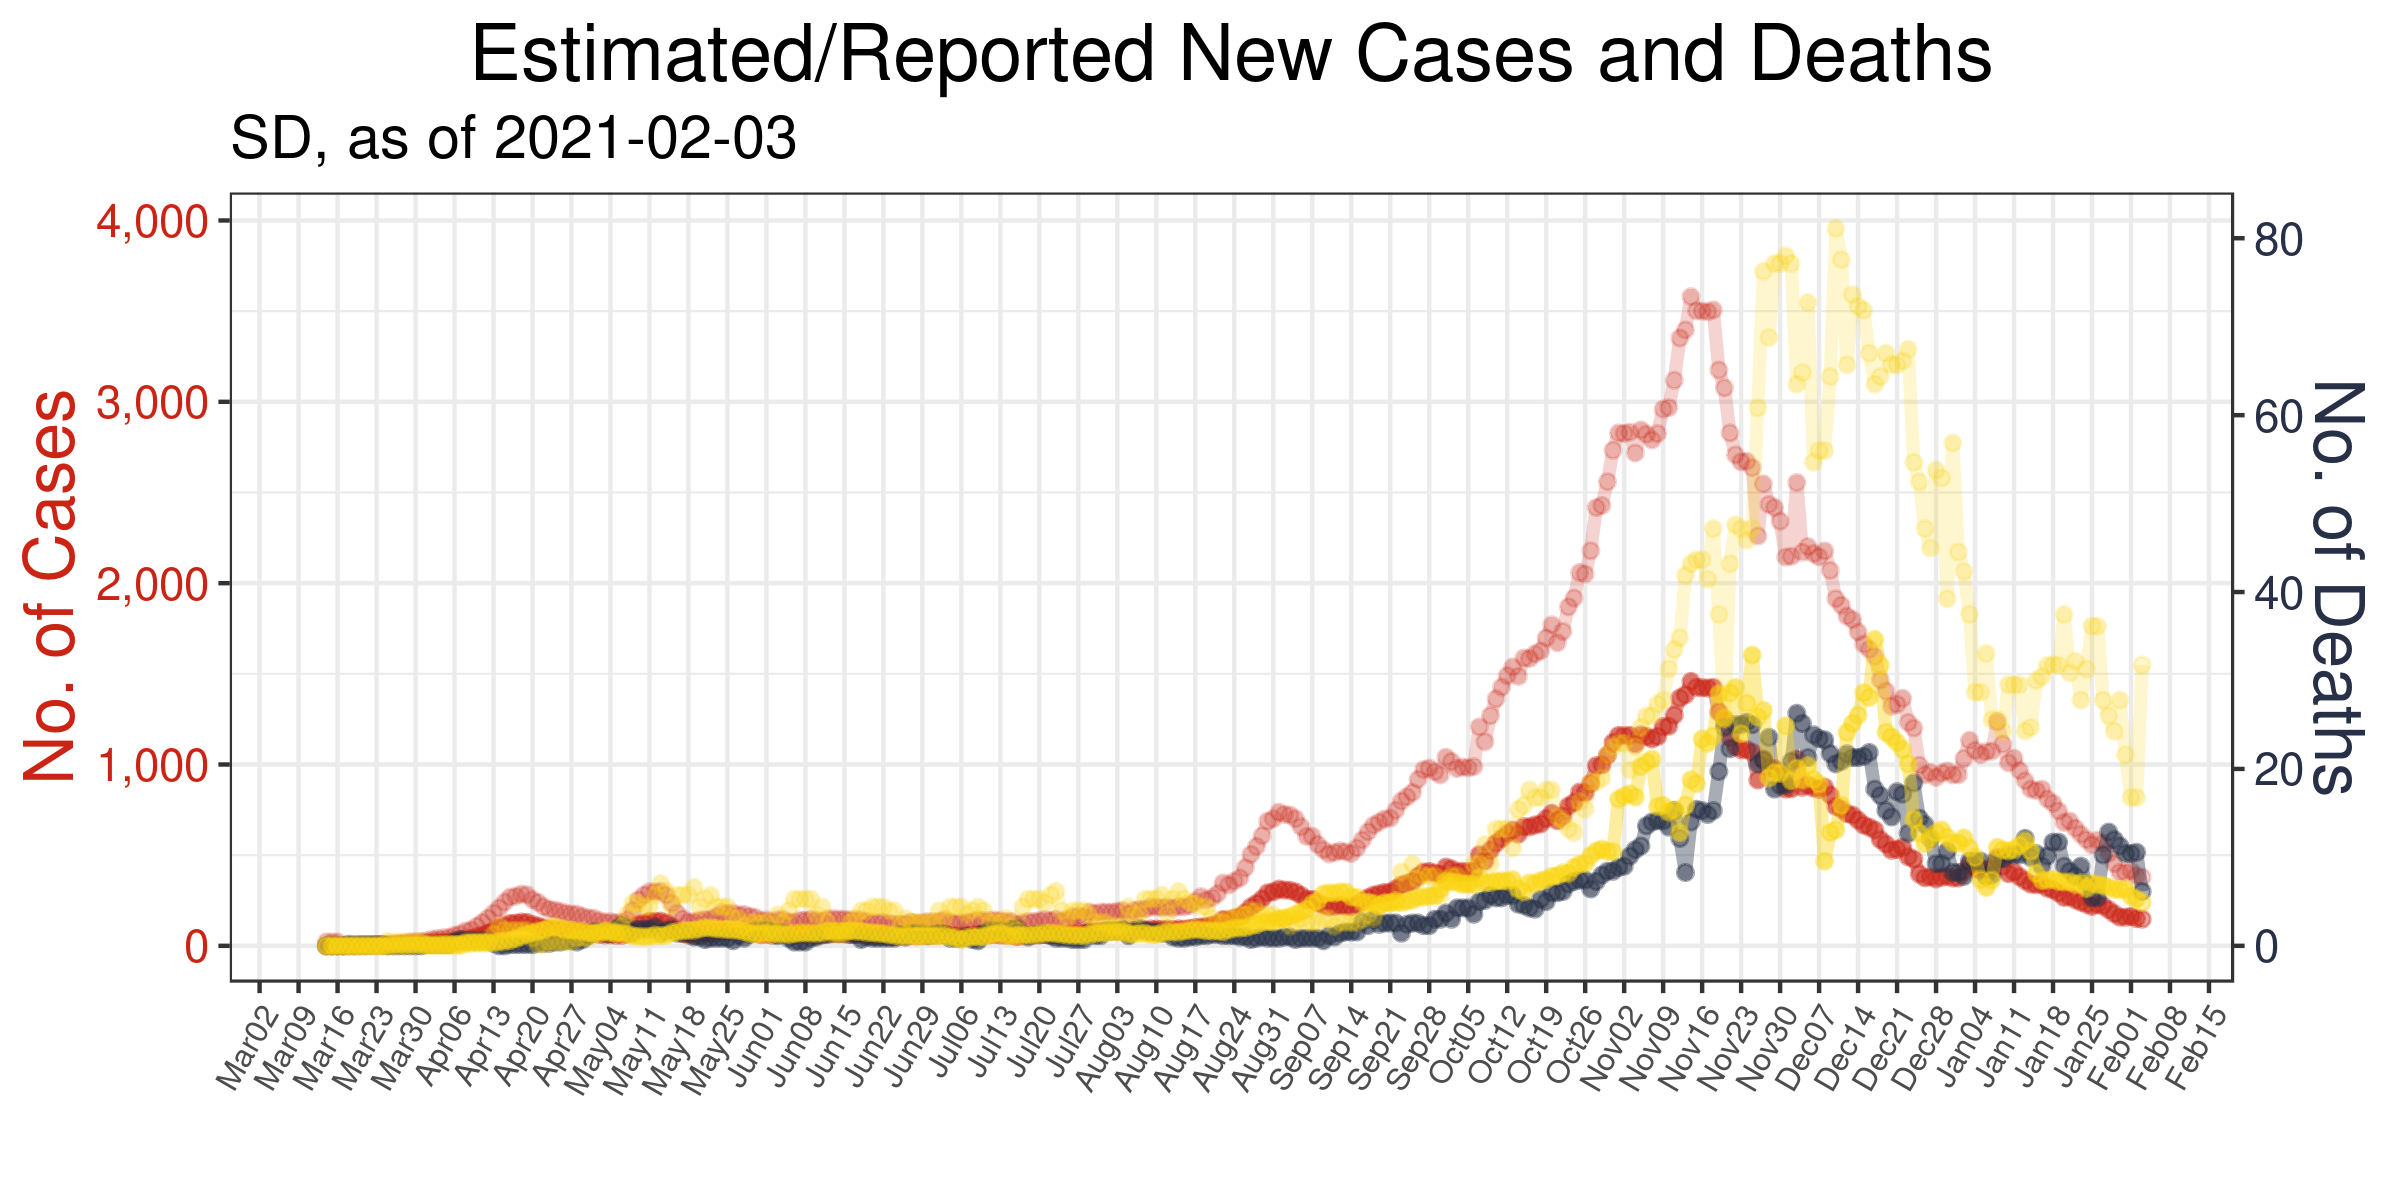 Estimated/Reported New Cases and Deaths
SD, as of 2021-02-03
No. of Cases
4,000
3,000
2,000
1,000
0
80
60
40
20
0
No. of Deaths
Mar02
Mar09
Mar16
Mar23
Mar30
Apr06
Apr13
Apr20
Apr27
May04
May11
May18
May25
Jun01
Jun08
Jun15
Jun22
Jun29
Jul06
Jul13
Jul20
Jul27
Aug03
Aug10
Aug17
Aug24
Aug31
Sep07
Sep14
Sep21
Sep28
Oct05
Oct12
Oct19
Oct26
Nov02
Nov09
Nov16
Nov23
Nov30
Dec07
Dec14
Dec21
Dec28
Jan04
Jan11
Jan18
Jan25
Feb01
Feb08
Feb15